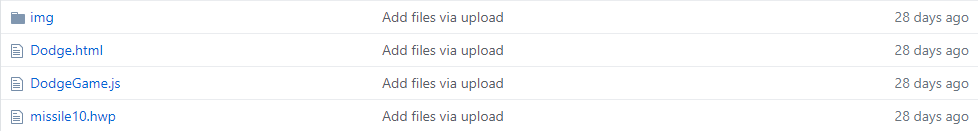 img Add files via upload 28 days ago
Dodge.html Add files via upload 28 days ago
DodgeGame.js Add files via upload 28 days ago
missile10.hwp Add files via upload 28 days ago